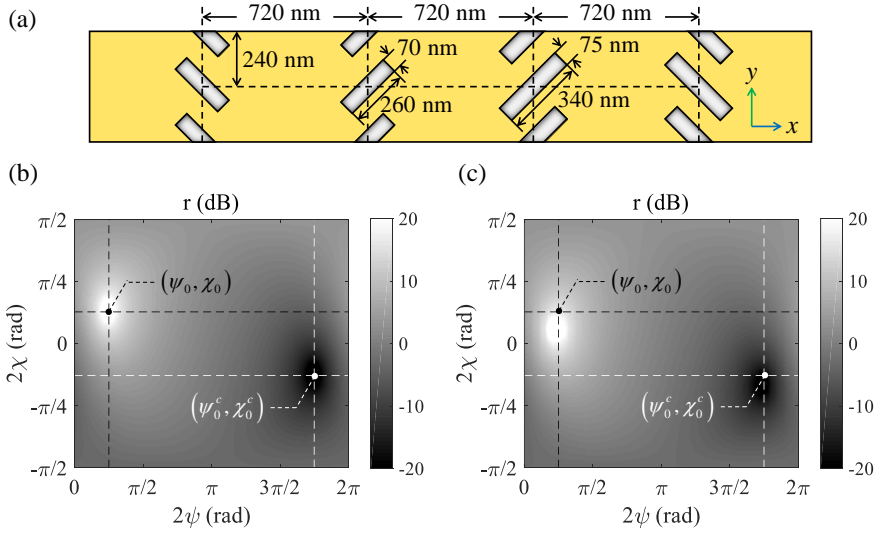 (a)
720 nm 720 nm 720 nm
240 nm
70 nm
260 nm
75 nm
340 nm
y
x
(b)
r (dB)
π/2
π/4
0
-π/4
-π/2
2χ (rad)
(ψ₀, χ₀)
(ψ₀ᶜ, χ₀ᶜ)
0 π/2 π 3π/2 2π
2ψ (rad)
20
10
0
-10
-20
(c)
r (dB)
π/2
π/4
0
-π/4
-π/2
2χ (rad)
(ψ₀, χ₀)
(ψ₀ᶜ, χ₀ᶜ)
0 π/2 π 3π/2 2π
2ψ (rad)
20
10
0
-10
-20